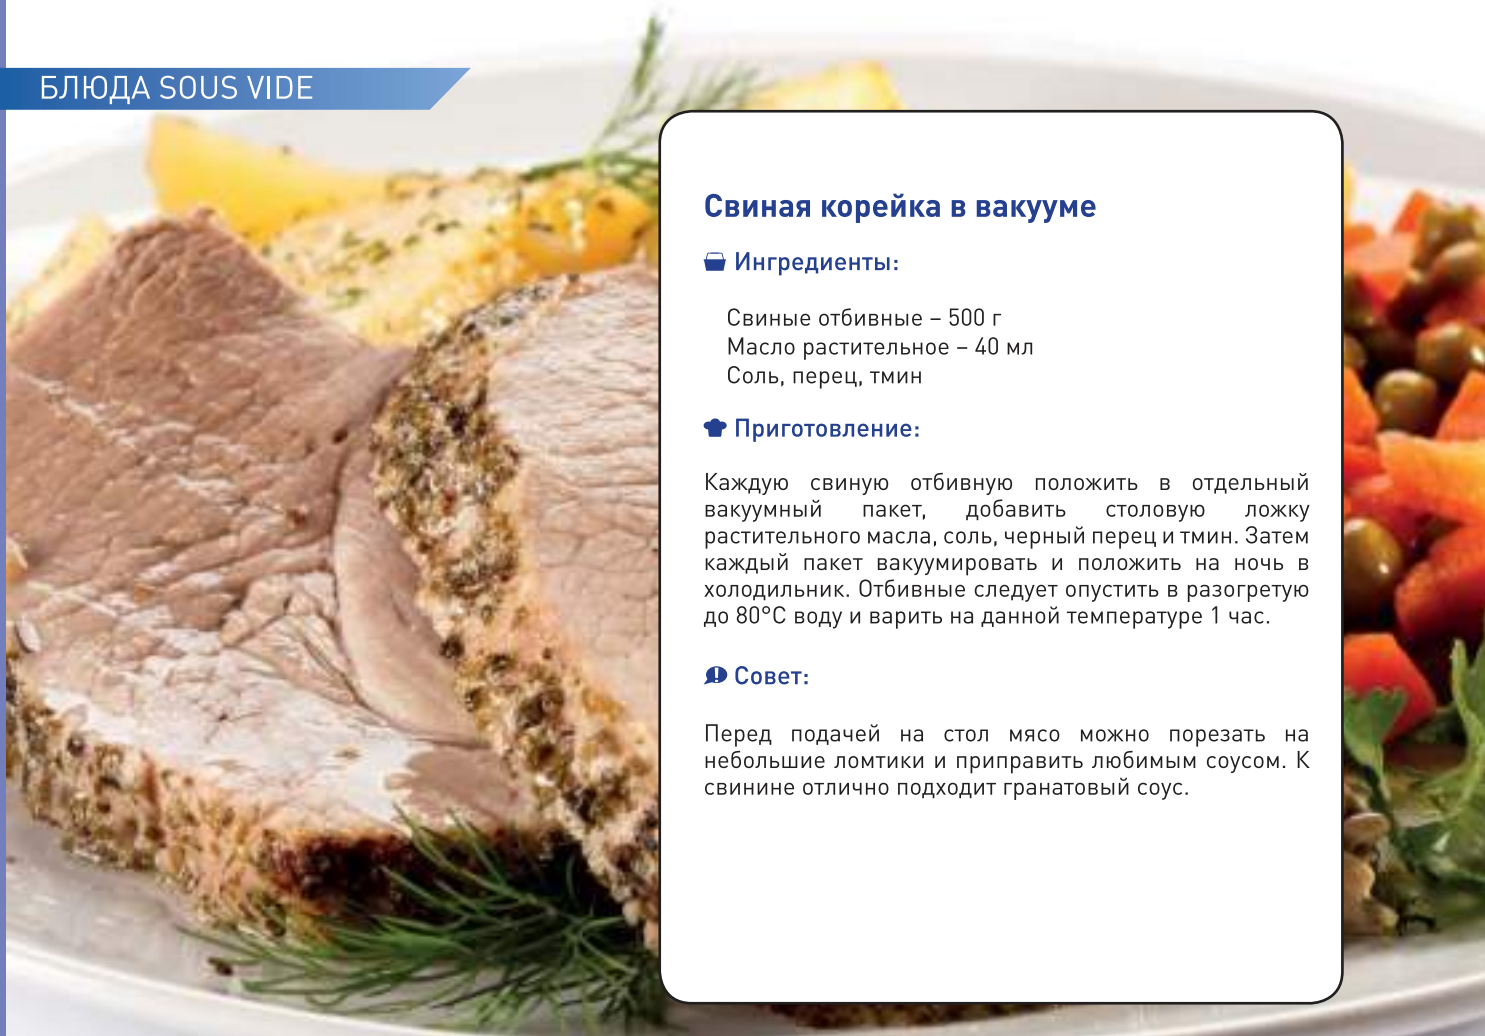 БЛЮДА SOUS VIDE
Свиная корейка в вакууме
Ингредиенты:
Свиные отбивные – 500 г
Масло растительное – 40 мл
Соль, перец, тмин
Приготовление:
Каждую свиную отбивную положить в отдельный
вакуумный пакет, добавить столовую ложку
растительного масла, соль, черный перец и тмин. Затем
каждый пакет вакуумировать и положить на ночь в
холодильник. Отбивные следует опустить в разогретую
до 80°С воду и варить на данной температуре 1 час.
Совет:
Перед подачей на стол мясо можно порезать на
небольшие ломтики и приправить любимым соусом. К
свинине отлично подходит гранатовый соус.